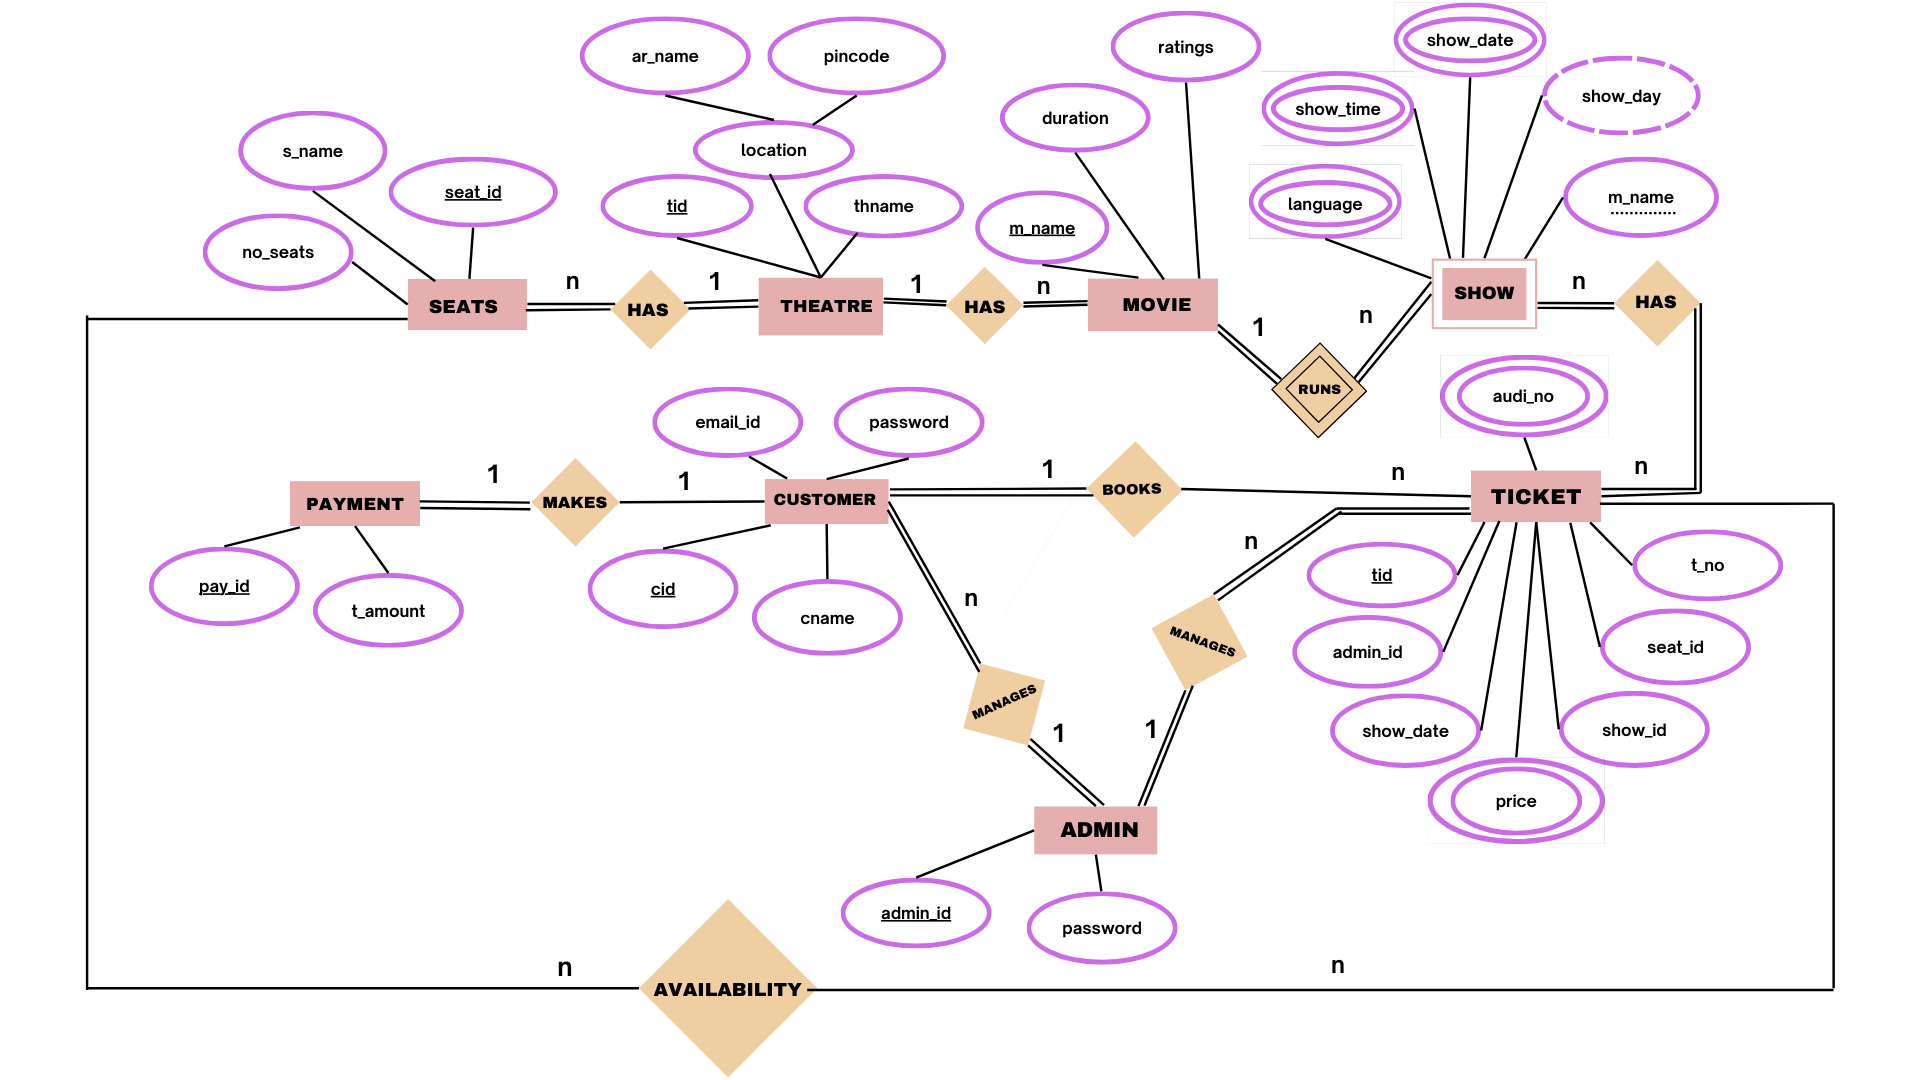 show_date
ratings
ar_name
pincode
show_day
show_time
duration
location
s_name
seat_id
m_name
language
tid
thname
m_name
no_seats
n
1
1
n
n
SEATS
HAS
THEATRE
HAS
MOVIE
SHOW
HAS
1
n
RUNS
audi_no
email_id
password
1
1
1
n
n
PAYMENT
MAKES
CUSTOMER
BOOKS
TICKET
n
pay_id
t_amount
cid
cname
n
tid
t_no
MANAGES
admin_id
seat_id
MANAGES
1
1
show_date
show_id
price
ADMIN
admin_id
password
n
n
AVAILABILITY